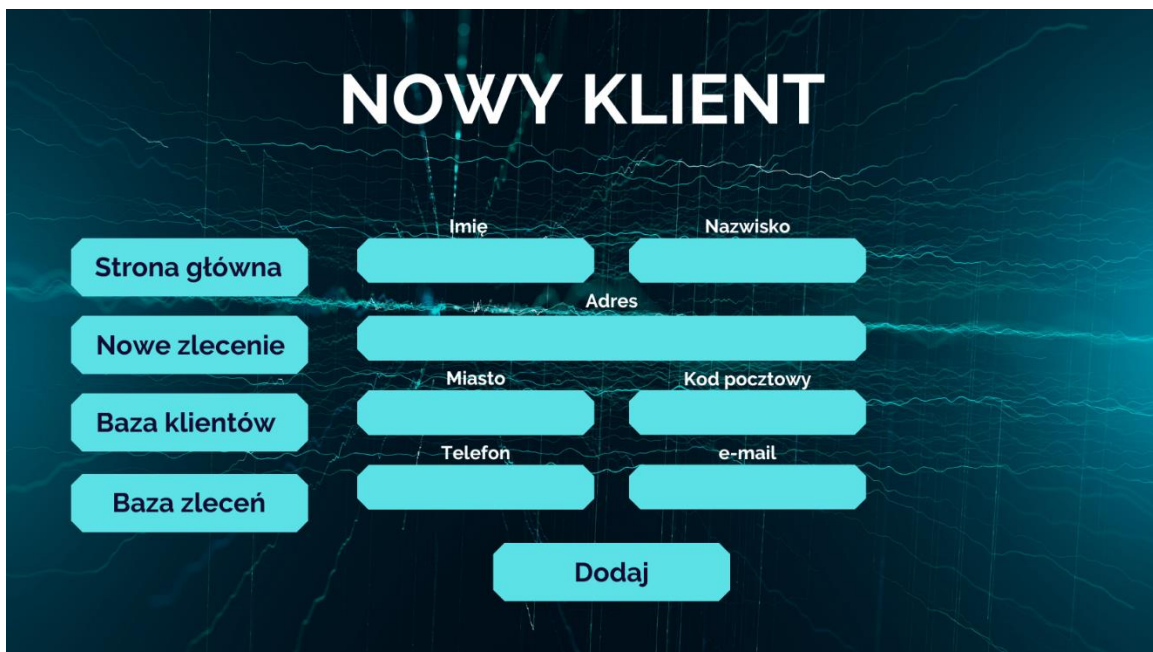 NOWY KLIENT
Strona główna
Nowe zlecenie
Baza klientów
Baza zleceń
Imię
Nazwisko
Adres
Miasto
Kod pocztowy
Telefon
e-mail
Dodaj